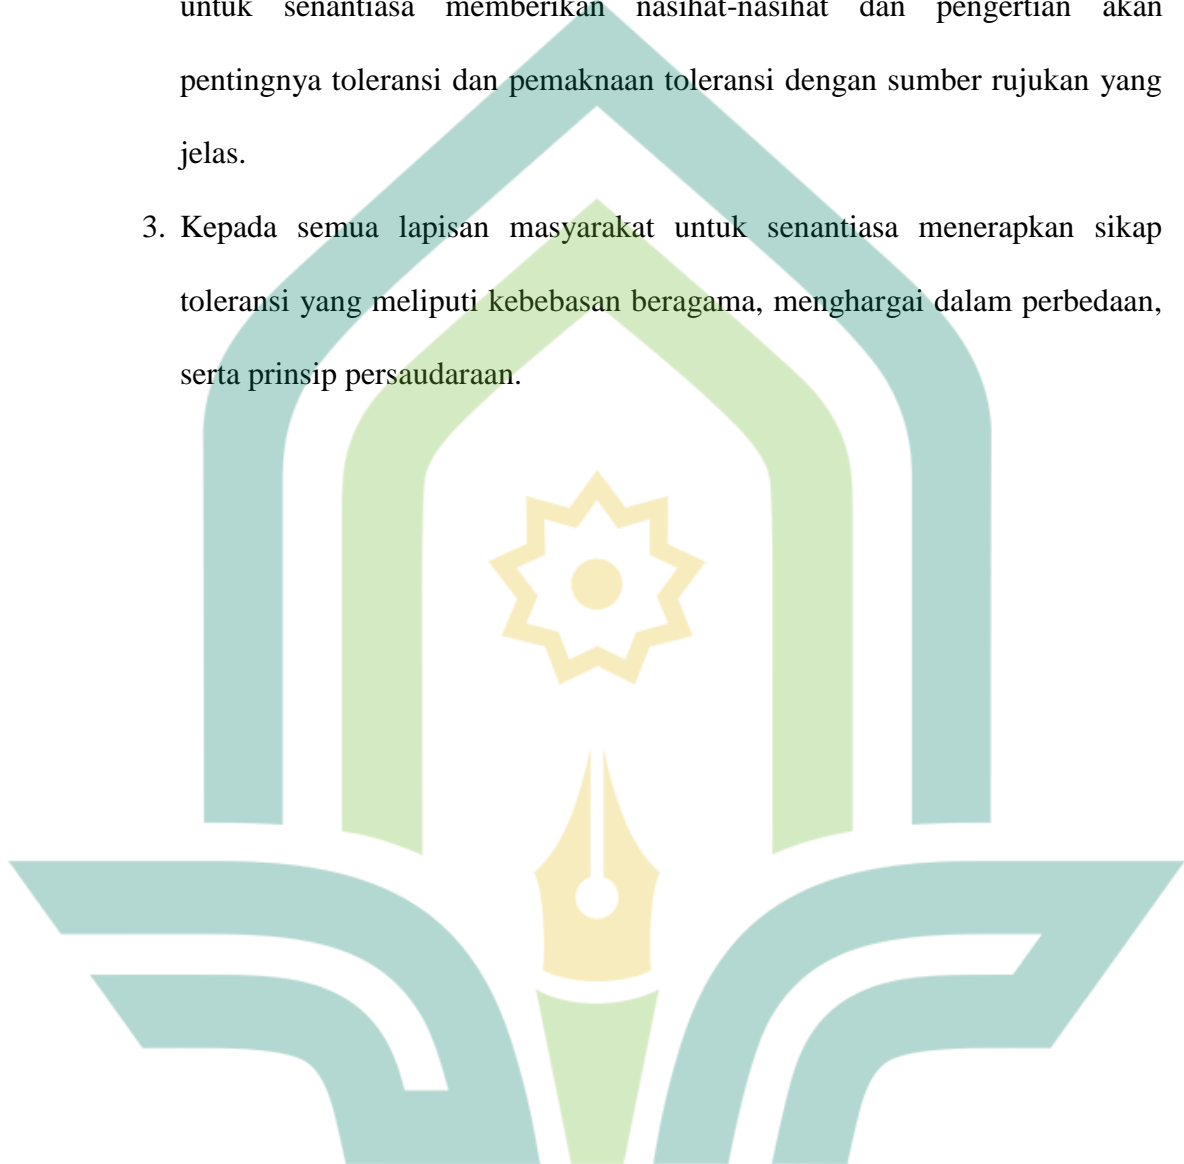 untuk senantiasa memberikan nasihat-nasihat dan pengertian akan
pentingnya toleransi dan pemaknaan toleransi dengan sumber rujukan yang
jelas.
3. Kepada semua lapisan masyarakat untuk senantiasa menerapkan sikap
toleransi yang meliputi kebebasan beragama, menghargai dalam perbedaan,
serta prinsip persaudaraan.